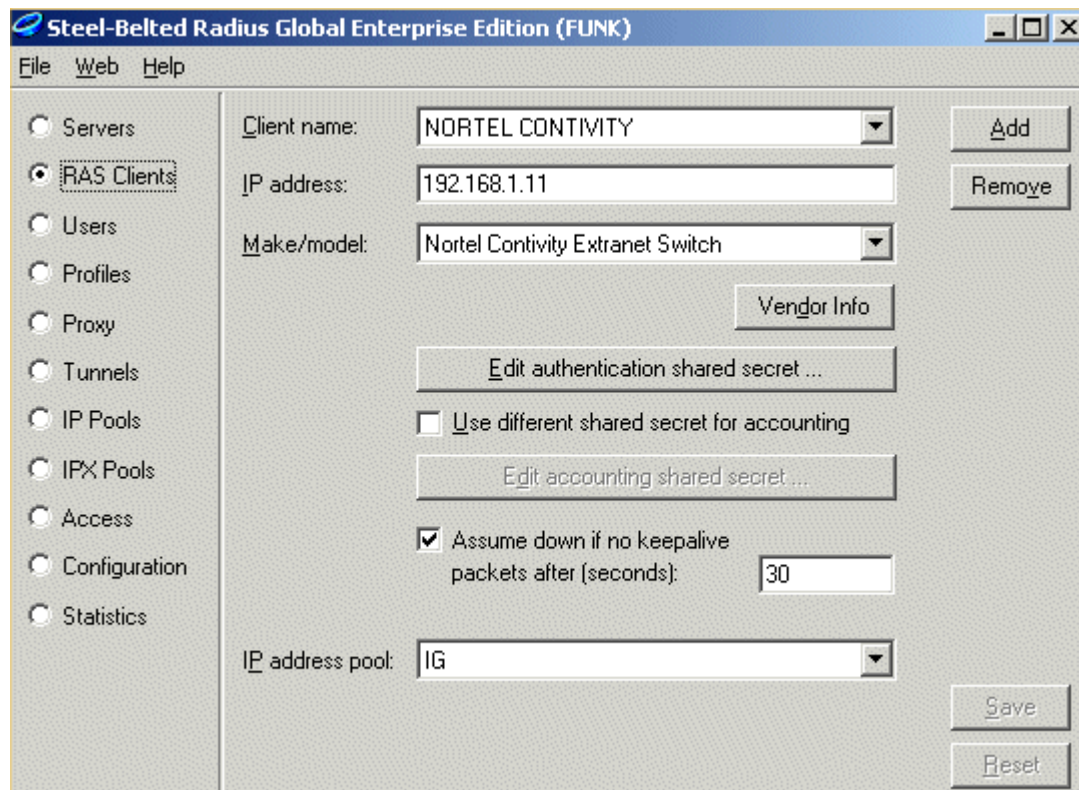 Steel-Belted Radius Global Enterprise Edition (FUNK)
File Web Help
Servers
RAS Clients
Users
Profiles
Proxy
Tunnels
IP Pools
IPX Pools
Access
Configuration
Statistics
Client name: NORTEL CONTIVITY
IP address: 192.168.1.11
Make/model: Nortel Contivity Extranet Switch
Vendor Info
Edit authentication shared secret ...
Use different shared secret for accounting
Edit accounting shared secret ...
Assume down if no keepalive
packets after (seconds): 30
IP address pool: IG
Add
Remove
Save
Reset